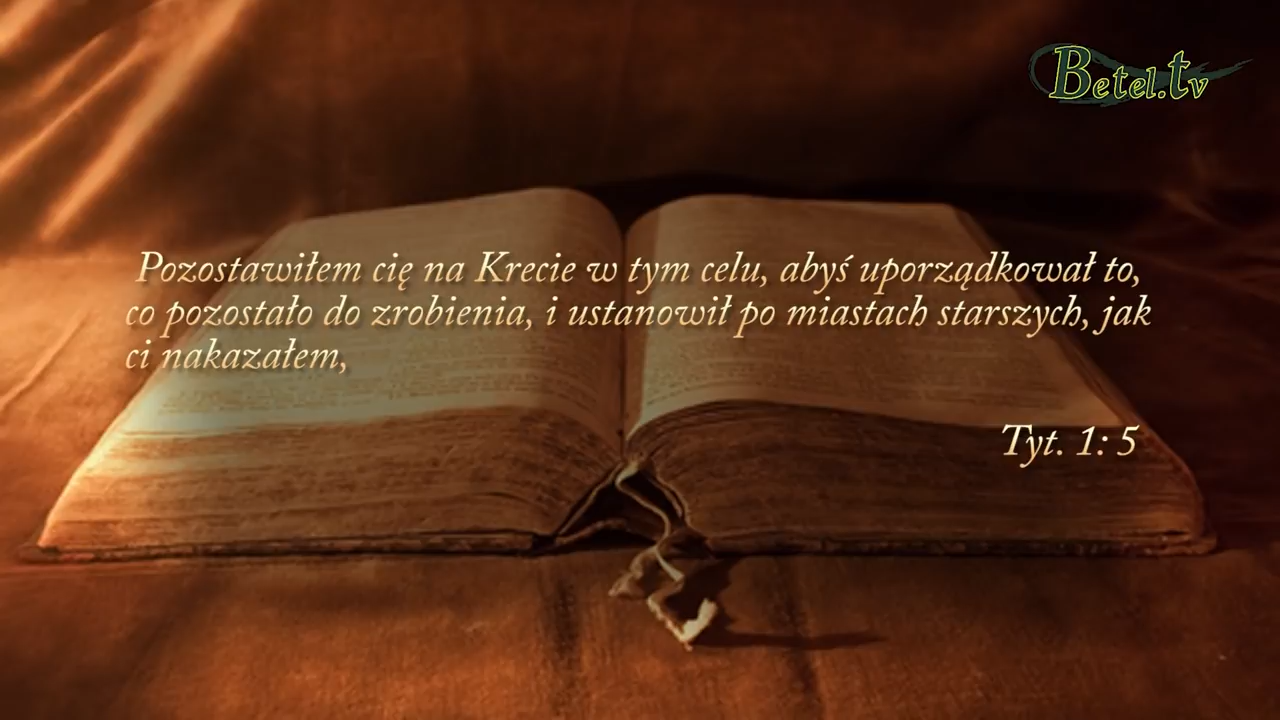 Betel.tv
Pozostawiłem cię na Krecie w tym celu, abyś uporządkował to,
co pozostało do zrobienia, i ustanowił po miastach starszych, jak
ci nakazałem,
Tyt. 1: 5